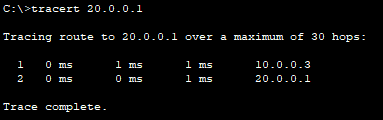 C:\>tracert 20.0.0.1
Tracing route to 20.0.0.1 over a maximum of 30 hops:
1 0 ms 1 ms 1 ms 10.0.0.3
2 0 ms 0 ms 1 ms 20.0.0.1
Trace complete.